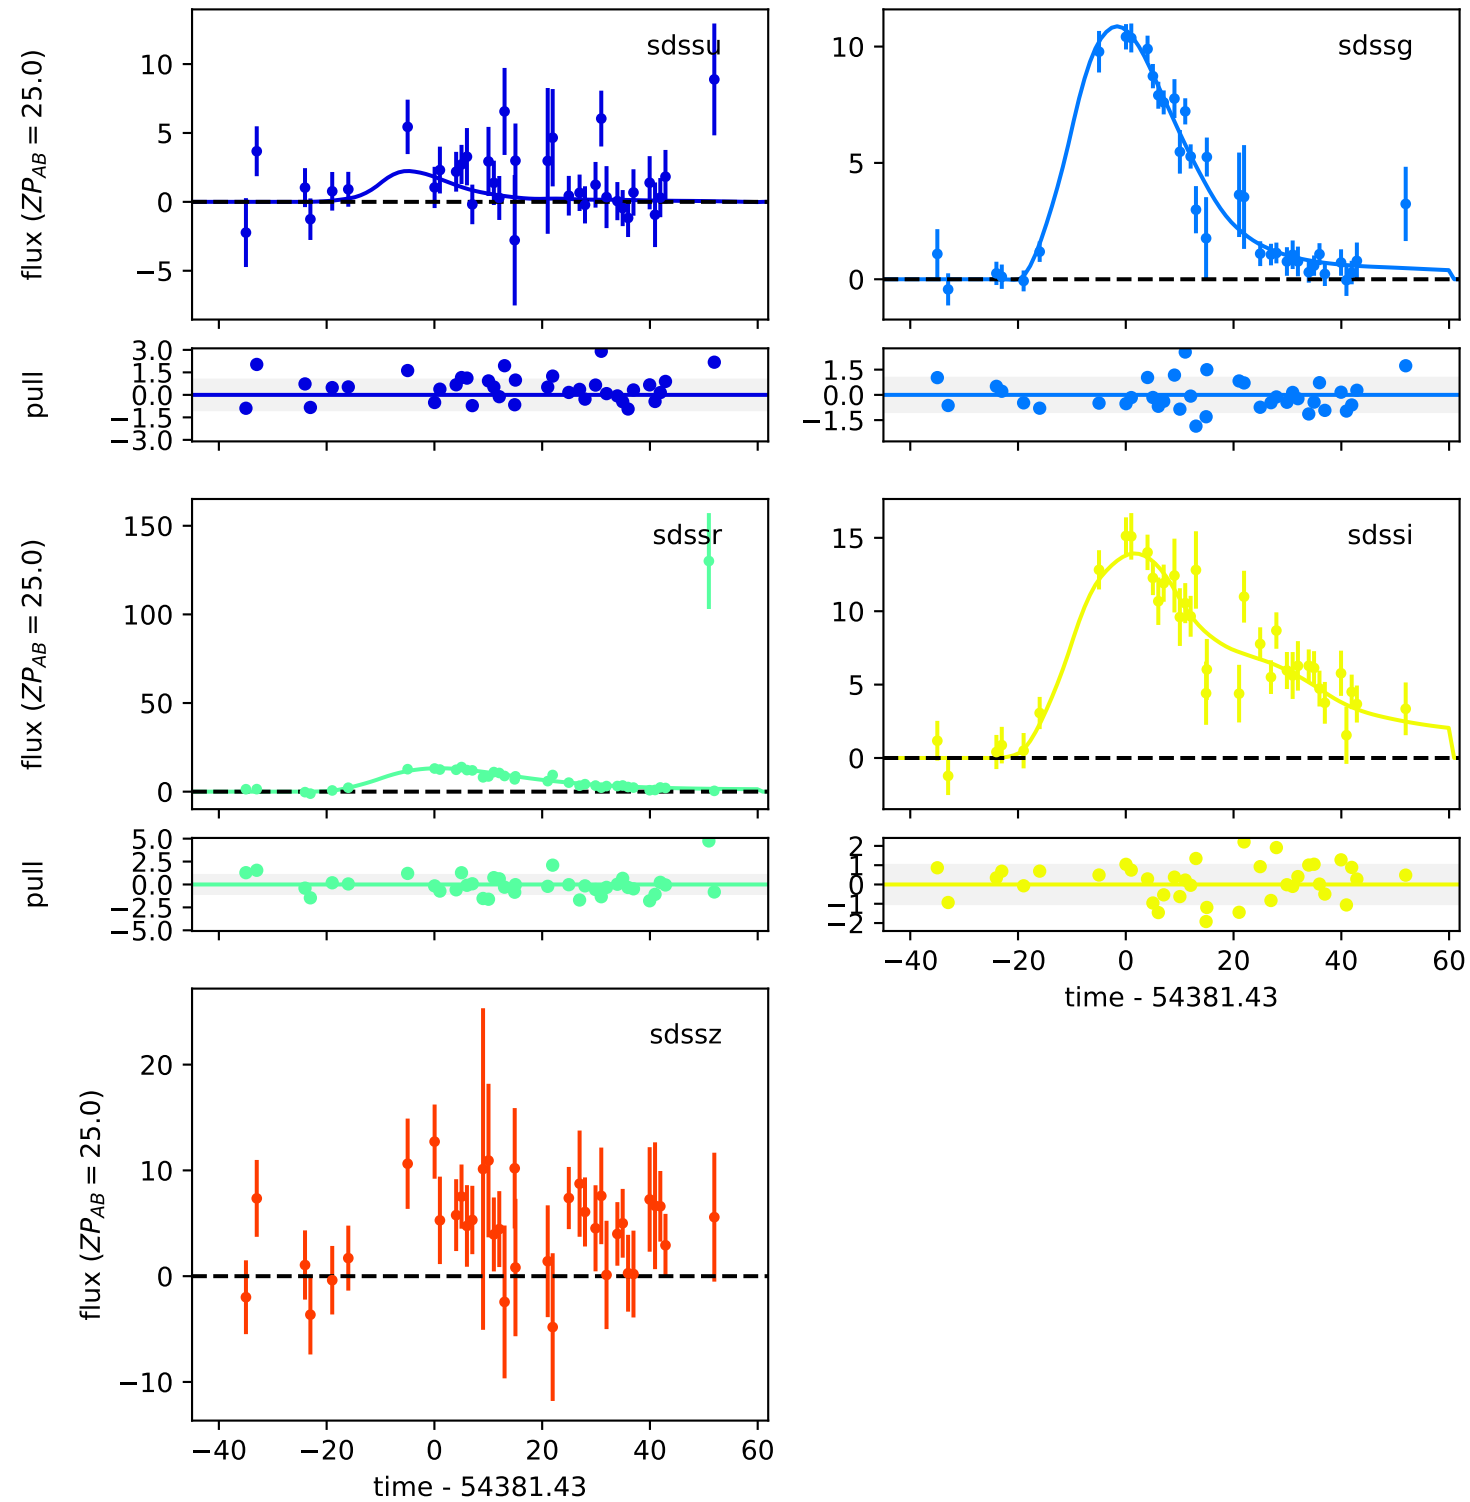 sdssu
flux (ZP_AB = 25.0)
10
5
0
−5
sdssg
10
5
0
pull
3.0
1.5
0.0
−1.5
−3.0
1.5
0.0
−1.5
sdssr
flux (ZP_AB = 25.0)
150
100
50
0
sdssi
15
10
5
0
pull
5.0
2.5
0.0
−2.5
−5.0
2
1
0
−1
−2
−40 −20 0 20 40 60
time - 54381.43
sdssz
flux (ZP_AB = 25.0)
20
10
0
−10
−40 −20 0 20 40 60
time - 54381.43